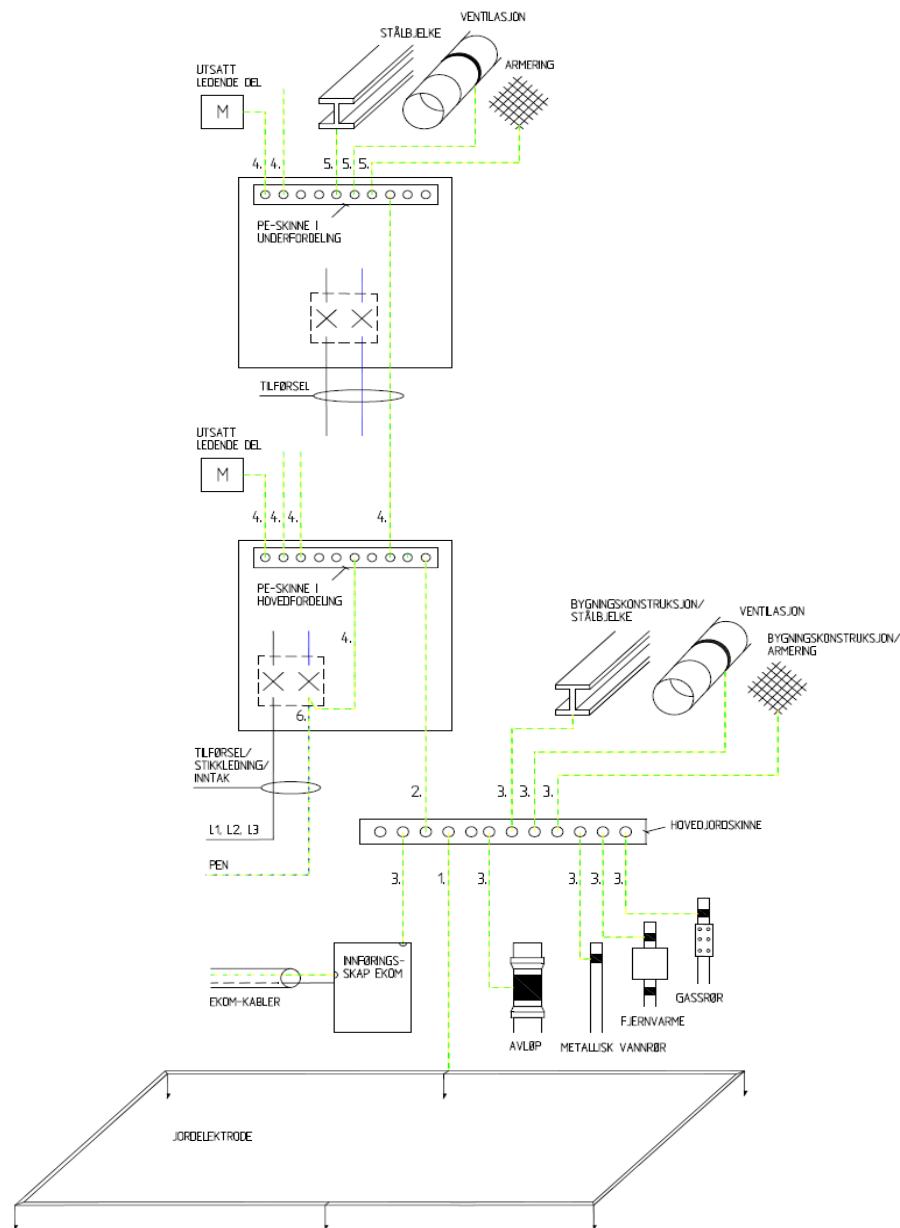 VENTILASJON
STÅLBJELKE
ARMERING
UTSATT
LEDENDE DEL
M
4. 4. 5. 5. 5.
PE-SKINNE I
UNDERFORDELING
TILFØRSEL
UTSATT
LEDENDE DEL
M
4. 4. 4. 4.
PE-SKINNE I
HOVEDFORDELING
4.
6.
BYGNINGSKONSTRUKSJON/
STÅLBJELKE
VENTILASJON
BYGNINGSKONSTRUKSJON/
ARMERING
TILFØRSEL/
STIKKLEDNING/
INNTAK
2. 3. 3. 3.
L1, L2, L3
HOVEDJORDSKINNE
PEN
3. 1. 3. 3. 3. 3.
INNFØRINGS-
SKAP EKOM
EKOM-KABLER
GASSRØR
FJERNVARME
AVLØP
METALLISK VANNRØR
JORDELEKTRODE